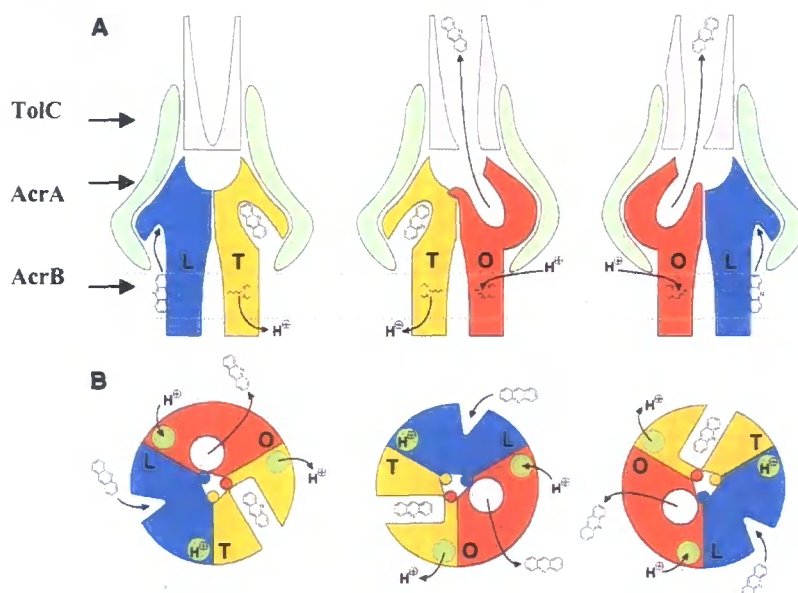 A
TolC
AcrA
AcrB
L T T O O L
H⊕ H⊕ H⊕ H⊕
B
H⊕ O H⊕ L H⊕ T
L H⊕ T H⊕ O H⊕
H⊕ T H⊕ O H⊕ L